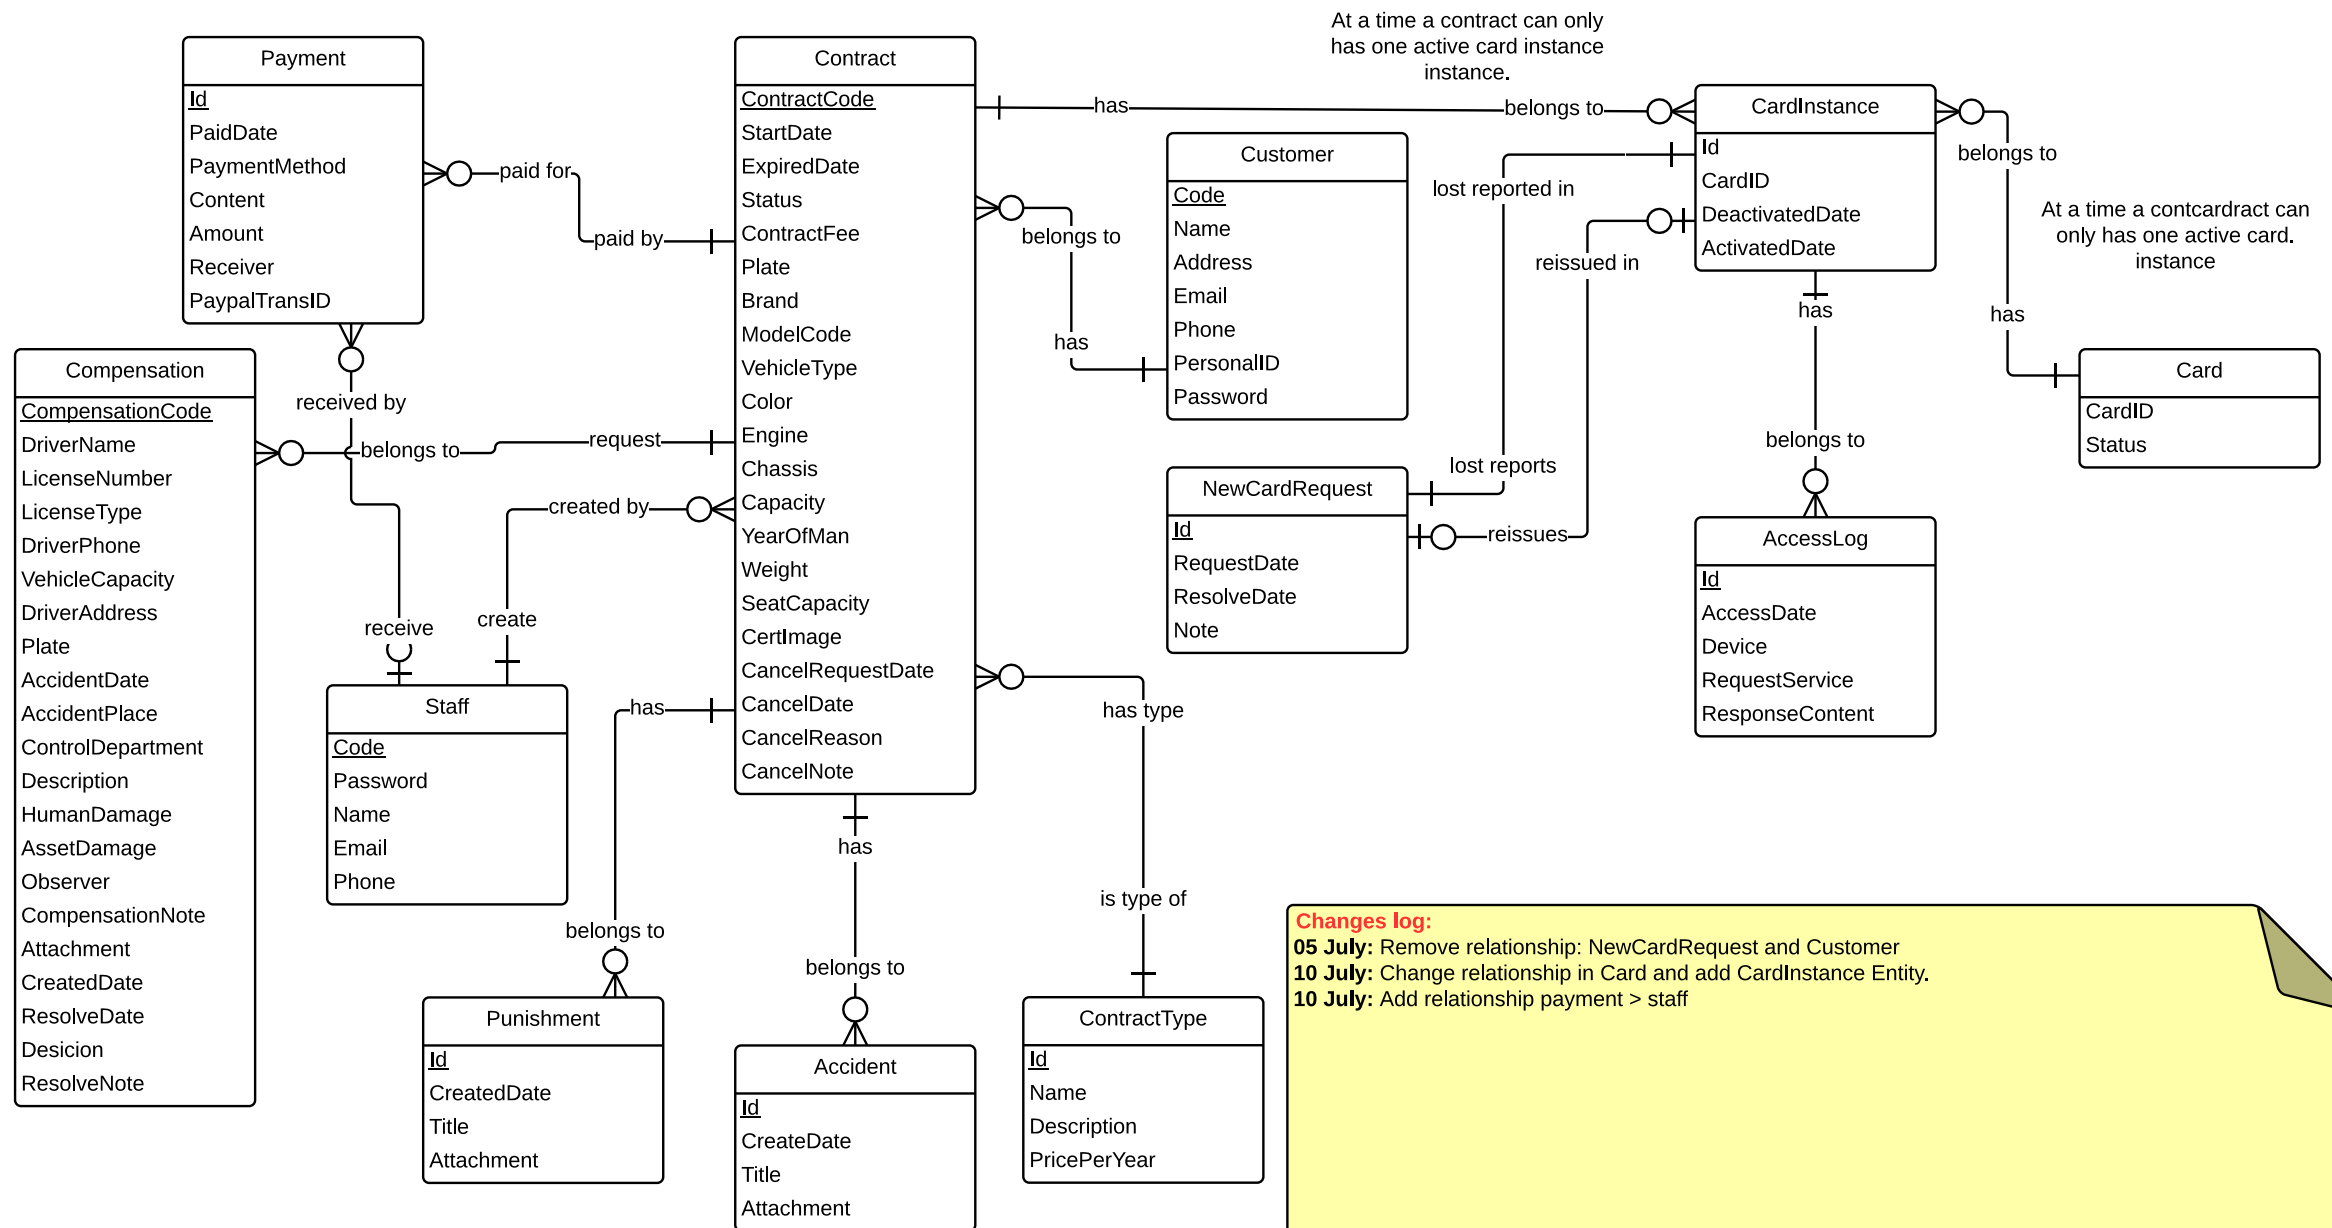 At a time a contract can only
has one active card instance
instance.
Payment
Id
PaidDate
PaymentMethod
Content
Amount
Receiver
PaypalTransID
paid for
paid by
Contract
ContractCode
StartDate
ExpiredDate
Status
ContractFee
Plate
Brand
ModelCode
VehicleType
Color
Engine
Chassis
Capacity
YearOfMan
Weight
SeatCapacity
CertImage
CancelRequestDate
CancelDate
CancelReason
CancelNote
has
belongs to
CardInstance
Id
CardID
DeactivatedDate
ActivatedDate
belongs to
has
At a time a contcardract can
only has one active card.
instance
Card
CardID
Status
Customer
Code
Name
Address
Email
Phone
PersonalID
Password
belongs to
has
lost reported in
reissued in
lost reports
reissues
NewCardRequest
Id
RequestDate
ResolveDate
Note
has
belongs to
AccessLog
Id
AccessDate
Device
RequestService
ResponseContent
Compensation
CompensationCode
DriverName
LicenseNumber
LicenseType
DriverPhone
VehicleCapacity
DriverAddress
Plate
AccidentDate
AccidentPlace
ControlDepartment
Description
HumanDamage
AssetDamage
Observer
CompensationNote
Attachment
CreatedDate
ResolveDate
Desicion
ResolveNote
received by
belongs to
request
created by
create
receive
Staff
Code
Password
Name
Email
Phone
has
belongs to
Punishment
Id
CreatedDate
Title
Attachment
has
belongs to
Accident
Id
CreateDate
Title
Attachment
has type
is type of
ContractType
Id
Name
Description
PricePerYear
Changes log:
05 July: Remove relationship: NewCardRequest and Customer
10 July: Change relationship in Card and add CardInstance Entity.
10 July: Add relationship payment > staff